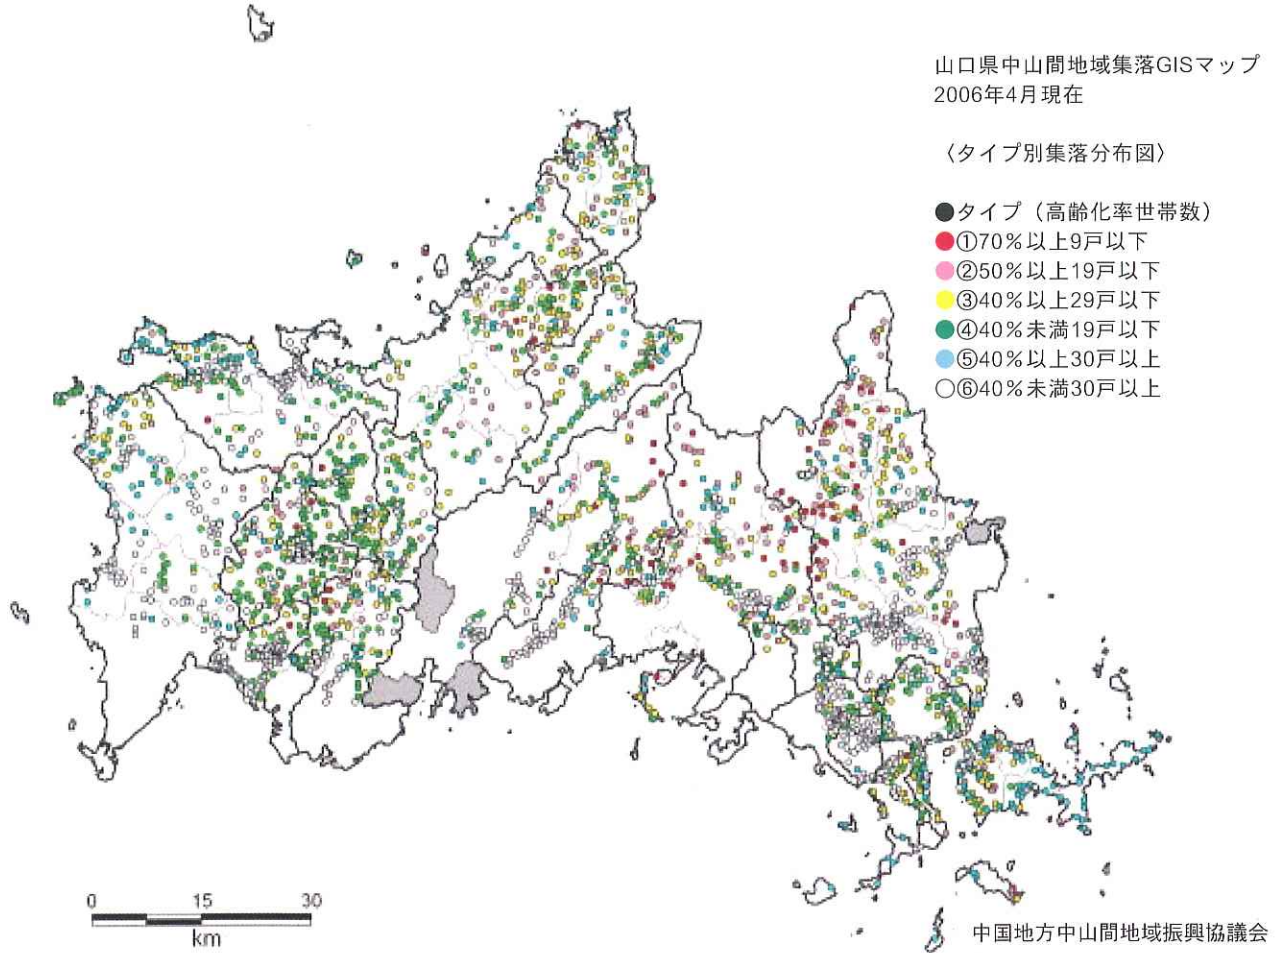 山口県中山間地域集落GISマップ
2006年4月現在
〈タイプ別集落分布図〉
●タイプ（高齢化率世帯数）
●①70％以上9戸以下
●②50％以上19戸以下
●③40％以上29戸以下
●④40％未満19戸以下
●⑤40％以上30戸以上
○⑥40％未満30戸以上
0 15 30
km
中国地方中山間地域振興協議会